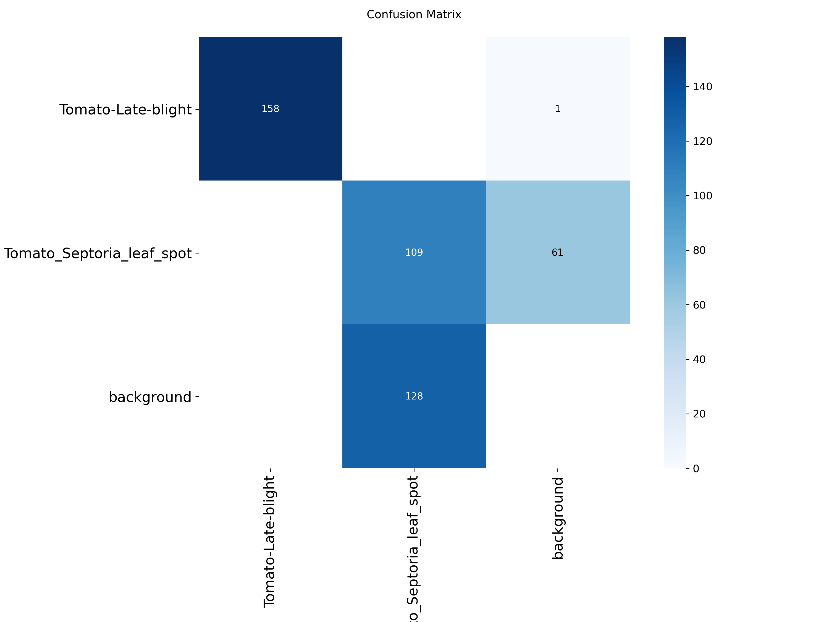 Confusion Matrix
Tomato-Late-blight
158
1
140
120
Tomato_Septoria_leaf_spot
109
61
100
80
60
background
128
40
20
0
Tomato-Late-blight
o_Septoria_leaf_spot
background